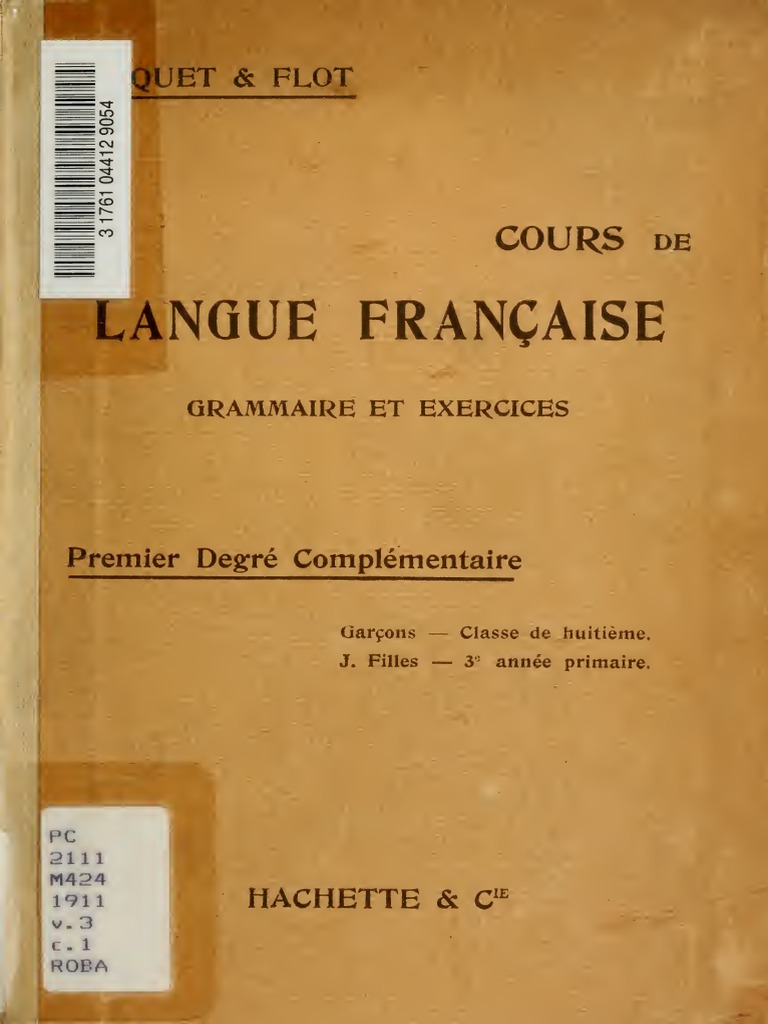 & FLOT
3 1761 04412 9054
COURS DE
LANGUE FRANÇAISE
GRAMMAIRE ET EXERCICES
Premier Degré Complémentaire
Garçons — Classe de huitième.
J. Filles — 3e année primaire.
PC
2111
M424
1911
v.3
c.1
ROBA
HACHETTE & CIE